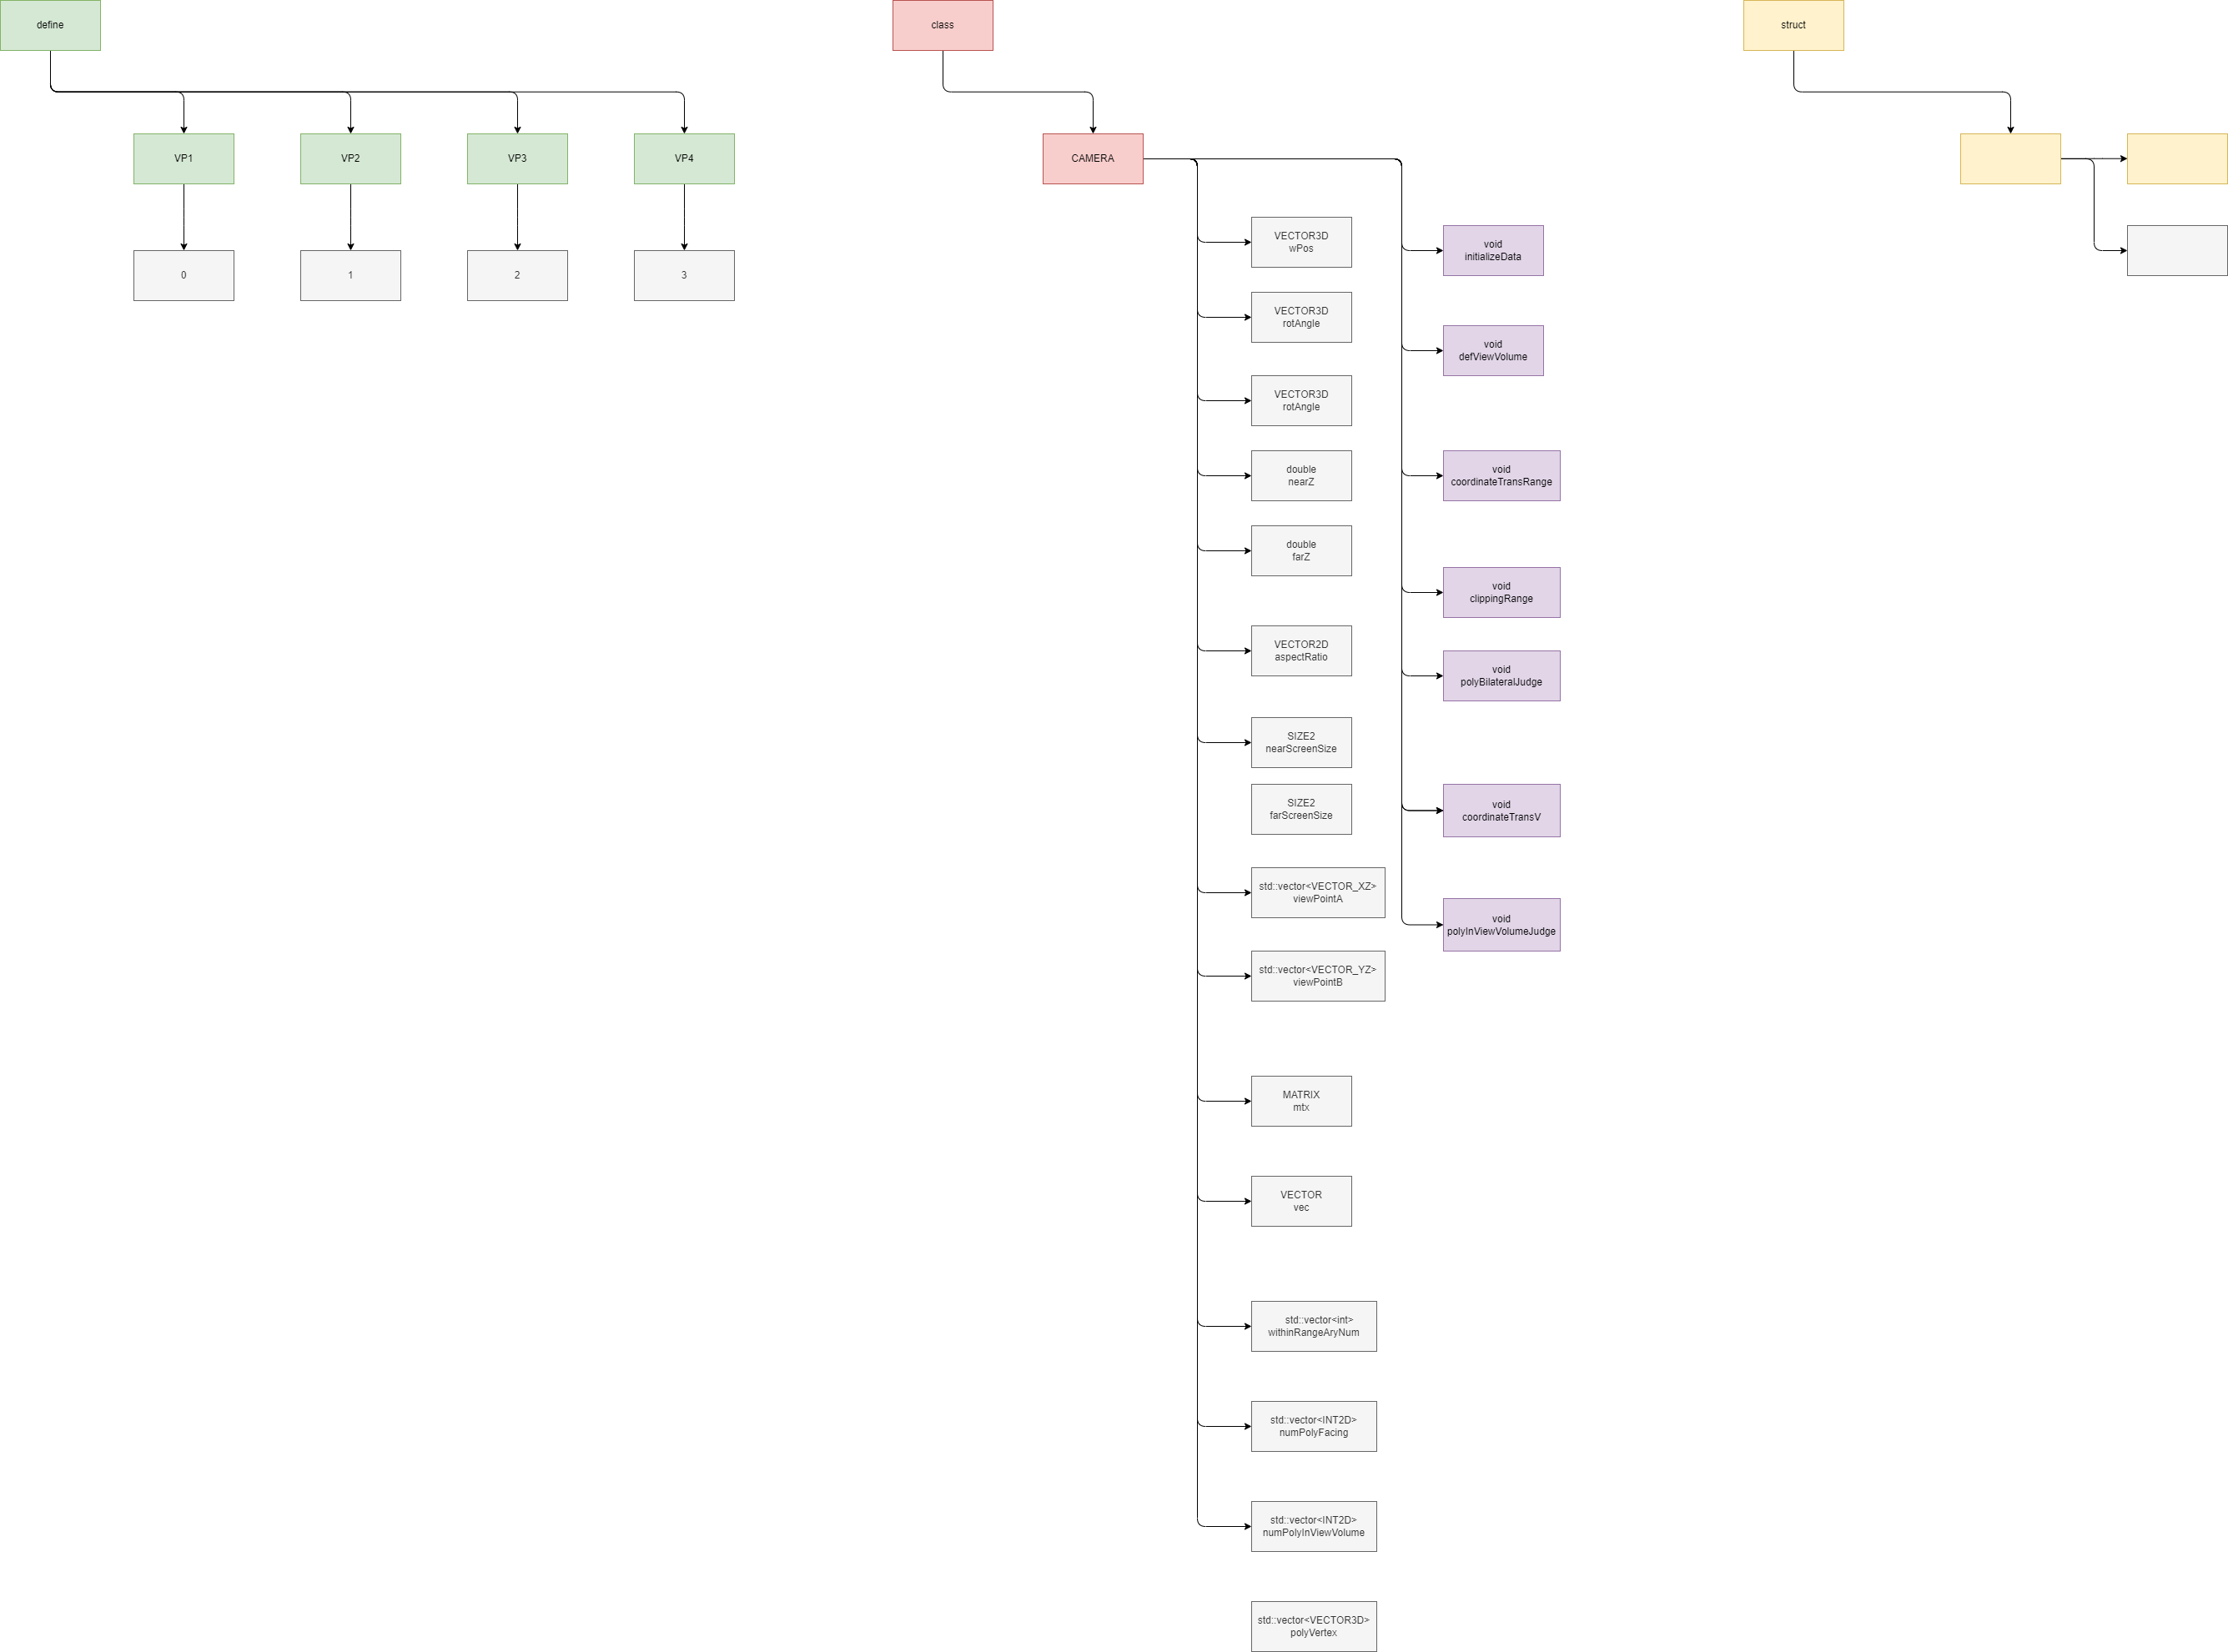 define
class
struct
VP1
VP2
VP3
VP4
CAMERA
0
1
2
3
VECTOR3D
wPos
VECTOR3D
rotAngle
VECTOR3D
rotAngle
double
nearZ
double
farZ
VECTOR2D
aspectRatio
SIZE2
nearScreenSize
SIZE2
farScreenSize
std::vector<VECTOR_XZ>
viewPointA
std::vector<VECTOR_YZ>
viewPointB
MATRIX
mtx
VECTOR
vec
std::vector<int>
withinRangeAryNum
std::vector<INT2D>
numPolyFacing
std::vector<INT2D>
numPolyInViewVolume
std::vector<VECTOR3D>
polyVertex
void
initializeData
void
defViewVolume
void
coordinateTransRange
void
clippingRange
void
polyBilateralJudge
void
coordinateTransV
void
polyInViewVolumeJudge